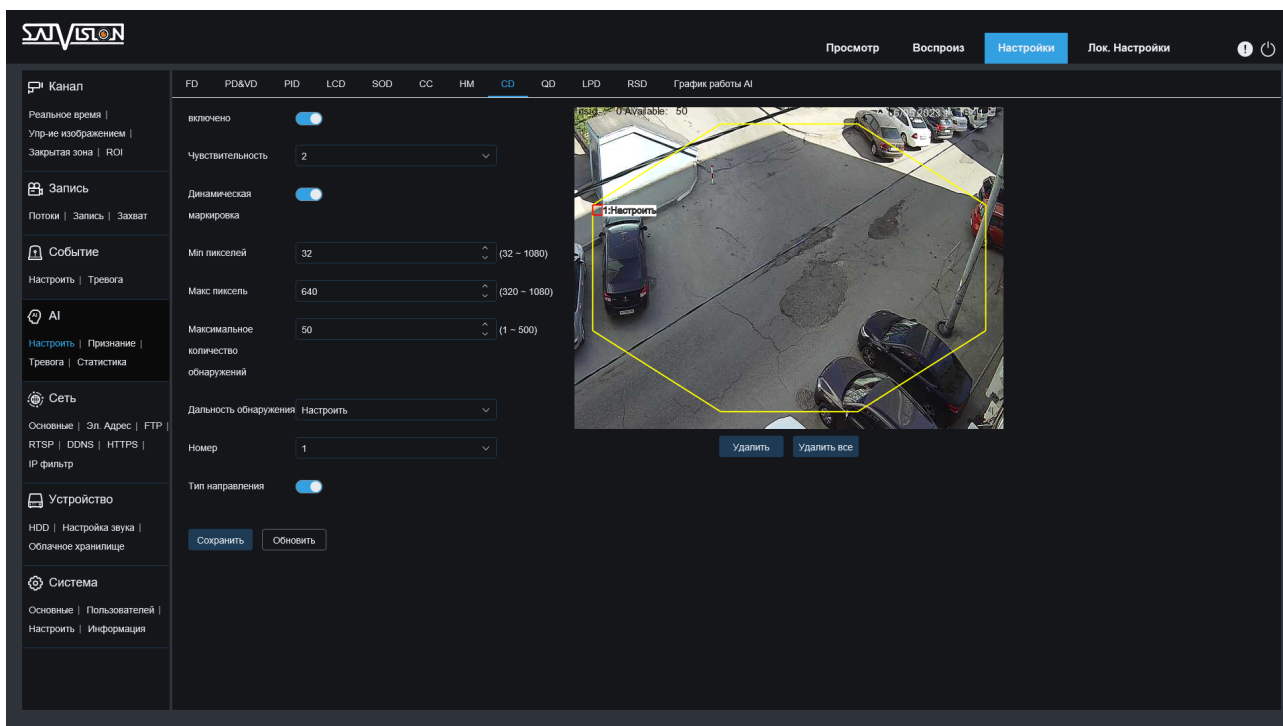 SATVISION
Просмотр Воспроиз Настройки Лок. Настройки
Канал
Реальное время |
Упр-ие изображением |
Закрытая зона | ROI
Запись
Потоки | Запись | Захват
Событие
Настроить | Тревога
AI
Настроить | Признание |
Тревога | Статистика
Сеть
Основные | Эл. Адрес | FTP |
RTSP | DDNS | HTTPS |
IP фильтр
Устройство
HDD | Настройка звука |
Облачное хранилище
Система
Основные | Пользователей |
Настроить | Информация
FD PD&VD PID LCD SOD CC HM CD QD LPD RSD График работы AI
включено
Чувствительность 2
Динамическая
маркировка
Min пикселей 32 (32 ~ 1080)
Макс пиксель 640 (320 ~ 1080)
Максимальное 50 (1 ~ 500)
количество
обнаружений
Дальность обнаружения Настроить
Номер 1
Тип направления
Сохранить Обновить
0 Available: 50
1:Настроить
Удалить Удалить все